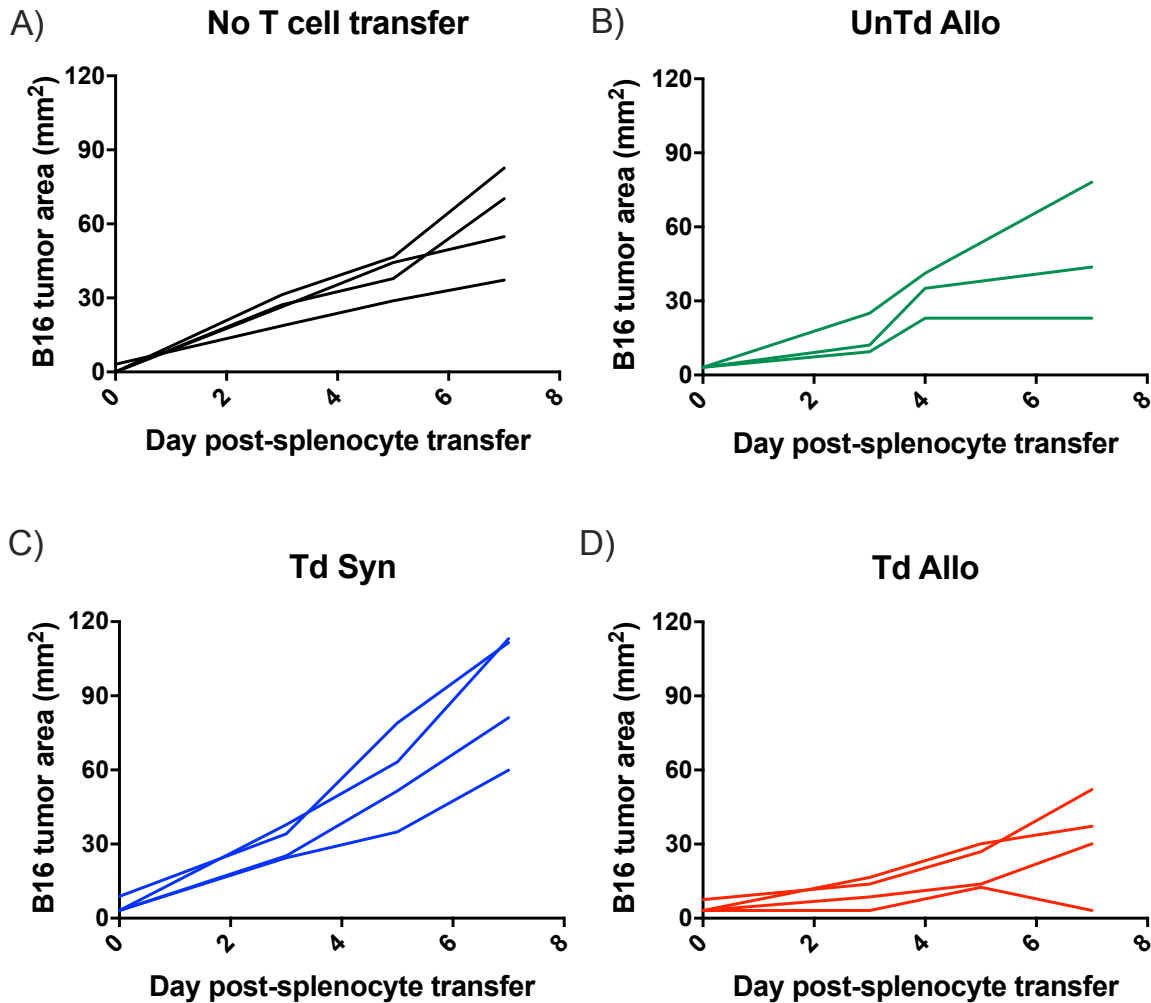 A)
No T cell transfer
B16 tumor area (mm²)
120
90
60
30
0
0
2
4
6
8
Day post-splenocyte transfer
B)
UnTd Allo
B16 tumor area (mm²)
120
90
60
30
0
0
2
4
6
8
Day post-splenocyte transfer
C)
Td Syn
B16 tumor area (mm²)
120
90
60
30
0
0
2
4
6
8
Day post-splenocyte transfer
D)
Td Allo
B16 tumor area (mm²)
120
90
60
30
0
0
2
4
6
8
Day post-splenocyte transfer